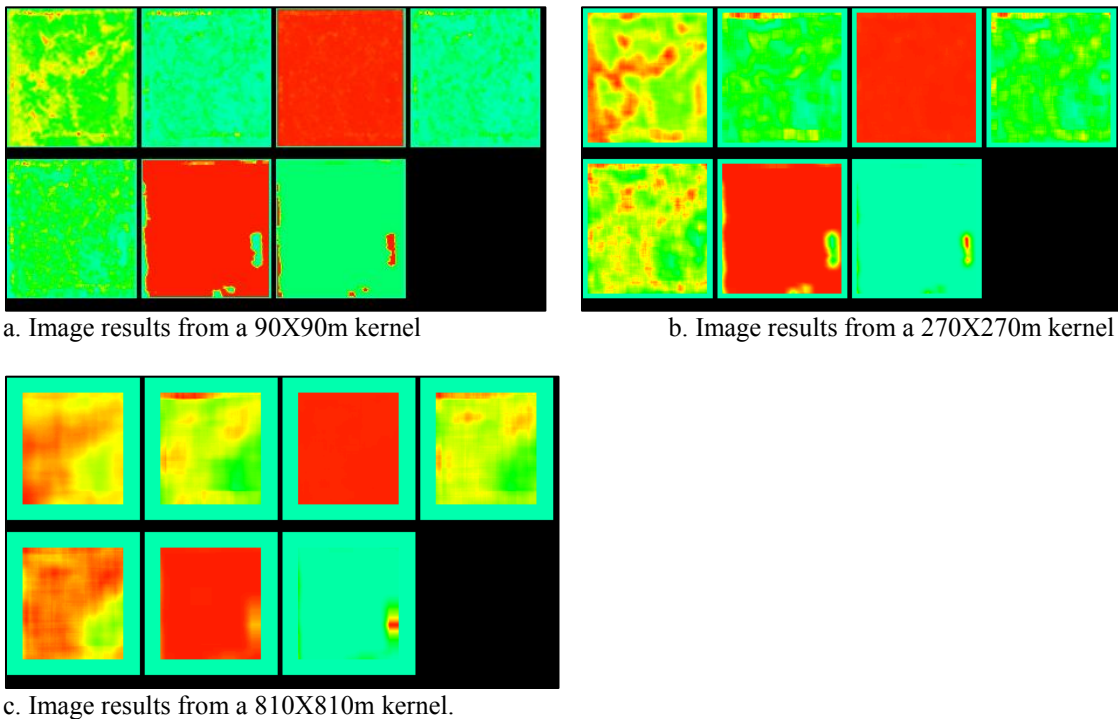 a. Image results from a 90X90m kernel
b. Image results from a 270X270m kernel
c. Image results from a 810X810m kernel.